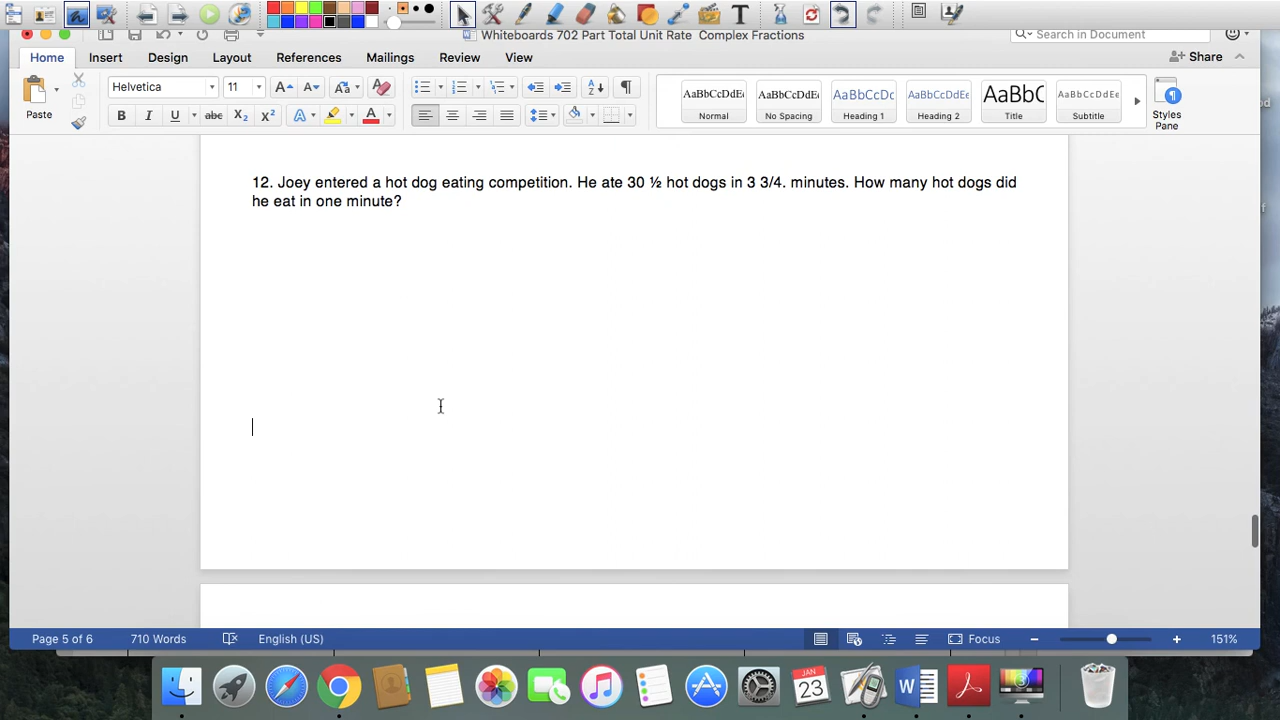 Whiteboards 702 Part Total Unit Rate Complex Fractions
Search in Document
Home Insert Design Layout References Mailings Review View
Share
Paste
Helvetica 11
B I U abc X₂ X² A A
AaBbCcDdEe AaBbCcDdEe AaBbCcDc AaBbCcDdEe AaBbC AaBbCcDdEe
Normal No Spacing Heading 1 Heading 2 Title Subtitle
Styles Pane
12. Joey entered a hot dog eating competition. He ate 30 ½ hot dogs in 3 3/4. minutes. How many hot dogs did
he eat in one minute?
Page 5 of 6 710 Words English (US) Focus 151%
JAN
23